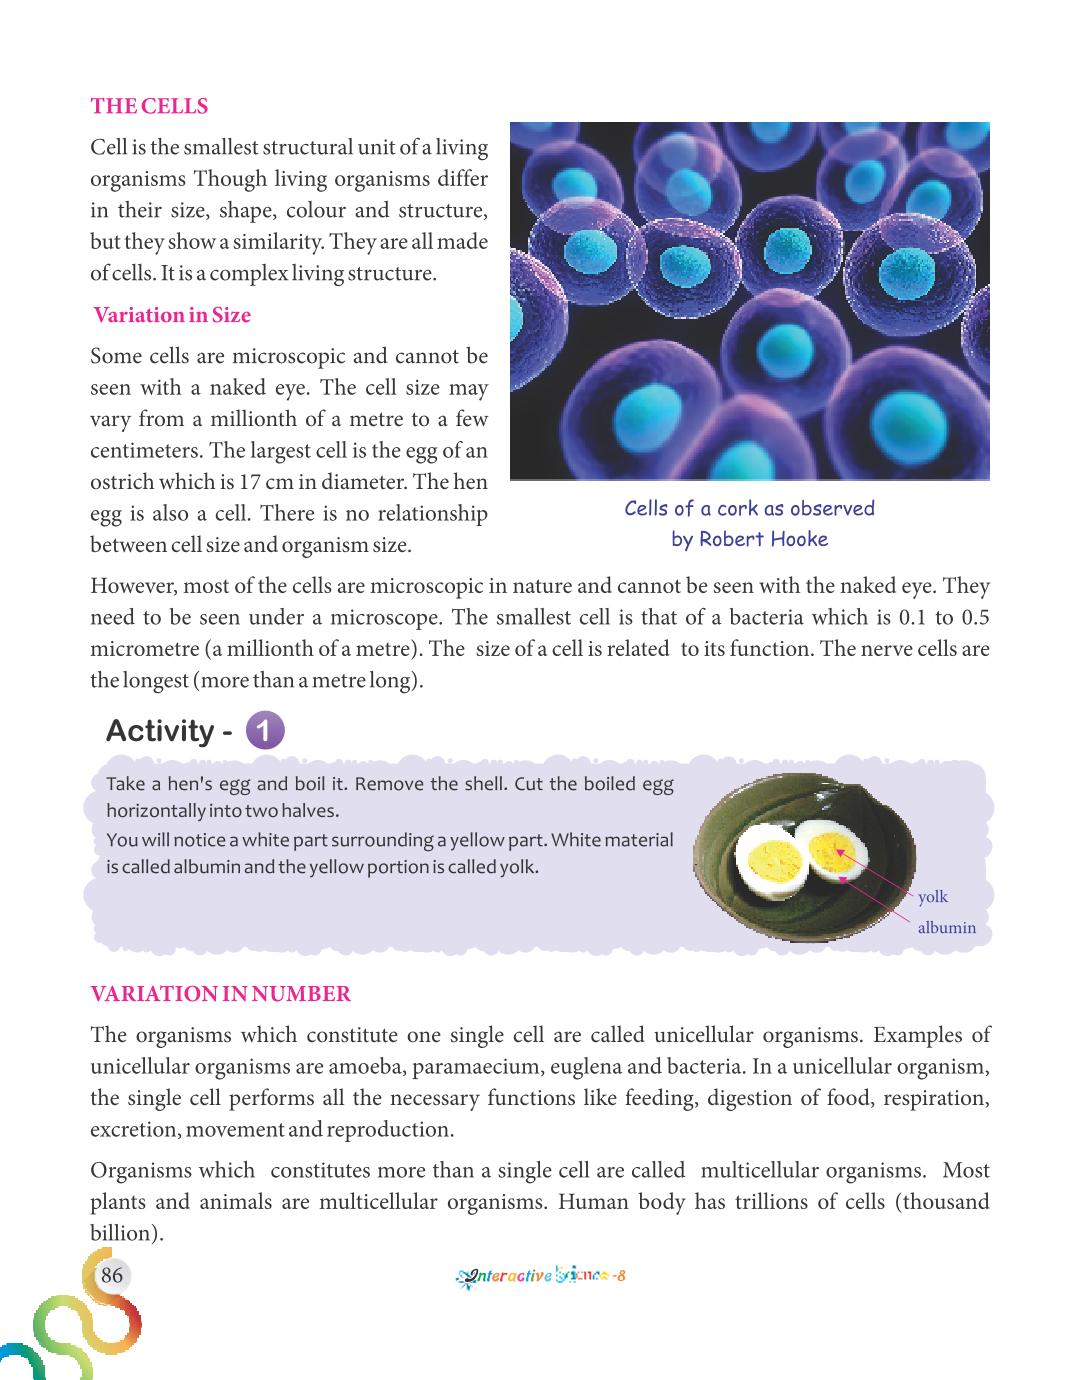 THE CELLS
Cell is the smallest structural unit of a living
organisms Though living organisms differ
in their size, shape, colour and structure,
but they show a similarity. They are all made
of cells. It is a complex living structure.
Variation in Size
Some cells are microscopic and cannot be
seen with a naked eye. The cell size may
vary from a millionth of a metre to a few
centimeters. The largest cell is the egg of an
ostrich which is 17 cm in diameter. The hen
egg is also a cell. There is no relationship
between cell size and organism size.
Cells of a cork as observed
by Robert Hooke
However, most of the cells are microscopic in nature and cannot be seen with the naked eye. They
need to be seen under a microscope. The smallest cell is that of a bacteria which is 0.1 to 0.5
micrometre (a millionth of a metre). The size of a cell is related to its function. The nerve cells are
the longest (more than a metre long).
Activity - 1
Take a hen's egg and boil it. Remove the shell. Cut the boiled egg
horizontally into two halves.
You will notice a white part surrounding a yellow part. White material
is called albumin and the yellow portion is called yolk.
yolk
albumin
VARIATION IN NUMBER
The organisms which constitute one single cell are called unicellular organisms. Examples of
unicellular organisms are amoeba, paramaecium, euglena and bacteria. In a unicellular organism,
the single cell performs all the necessary functions like feeding, digestion of food, respiration,
excretion, movement and reproduction.
Organisms which constitutes more than a single cell are called multicellular organisms. Most
plants and animals are multicellular organisms. Human body has trillions of cells (thousand
billion).
86
Interactive Science -8